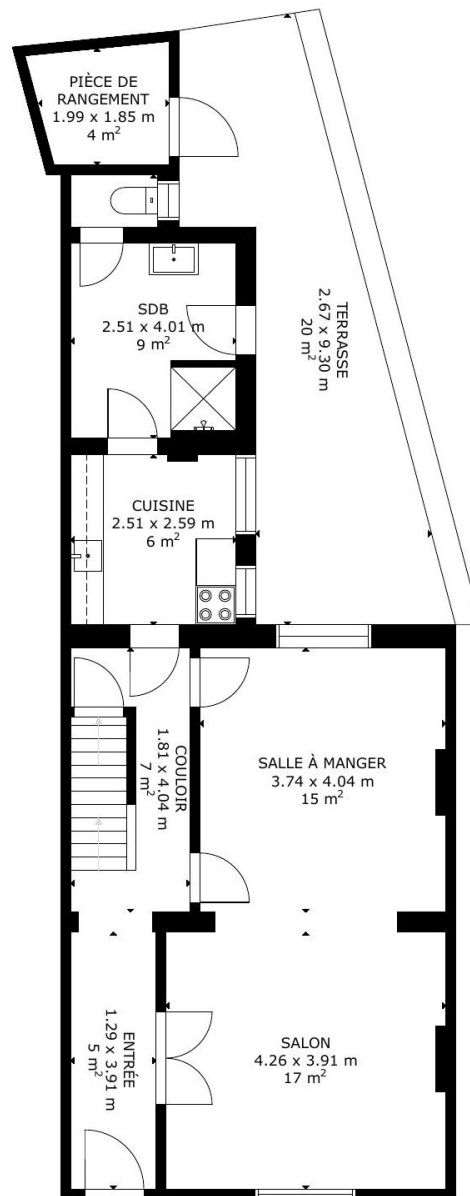 PIÈCE DE
RANGEMENT
1.99 x 1.85 m
4 m²
SDB
2.51 x 4.01 m
9 m²
TERRASSE
2.67 x 9.30 m
20 m²
CUISINE
2.51 x 2.59 m
6 m²
COULOIR
1.81 x 4.04 m
7 m²
SALLE À MANGER
3.74 x 4.04 m
15 m²
ENTRÉE
1.29 x 3.91 m
5 m²
SALON
4.26 x 3.91 m
17 m²